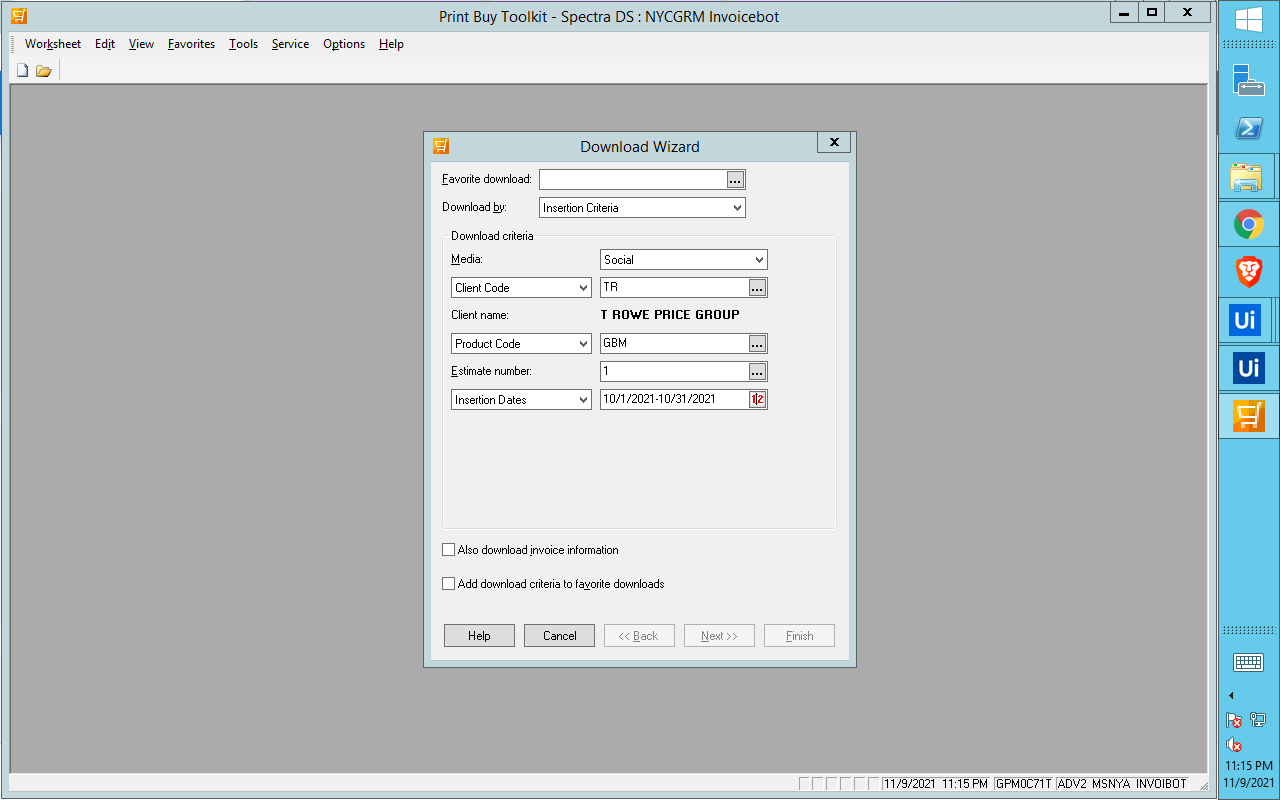 Print Buy Toolkit - Spectra DS : NYCGRM Invoicebot
Worksheet Edit View Favorites Tools Service Options Help
Download Wizard
Favorite download: ...
Download by: Insertion Criteria
Download criteria
Media: Social
Client Code TR ...
Client name: T ROWE PRICE GROUP
Product Code GBM ...
Estimate number: 1 ...
Insertion Dates 10/1/2021-10/31/2021 12
Also download invoice information
Add download criteria to favorite downloads
Help Cancel << Back Next >> Finish
11/9/2021 11:15 PM GPM0C71T ADV2 MSNYA INVOIBOT
Ui
Ui
11:15 PM
11/9/2021